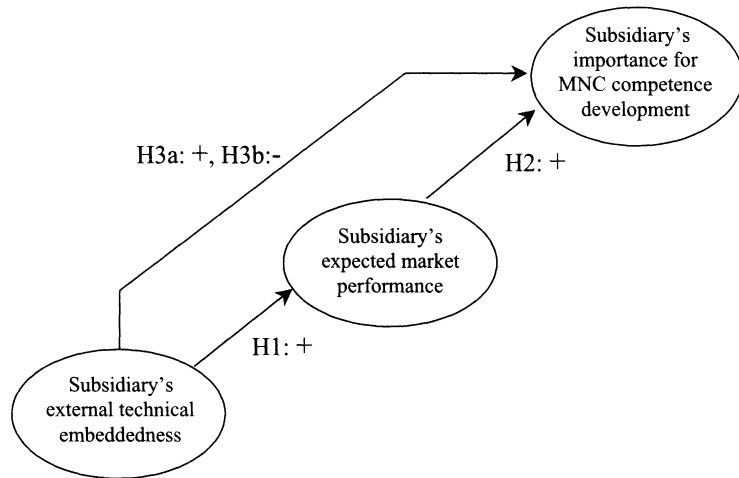 Subsidiary's
importance for
MNC competence
development
H3a: +, H3b:-
H2: +
Subsidiary's
expected market
performance
H1: +
Subsidiary's
external technical
embeddedness